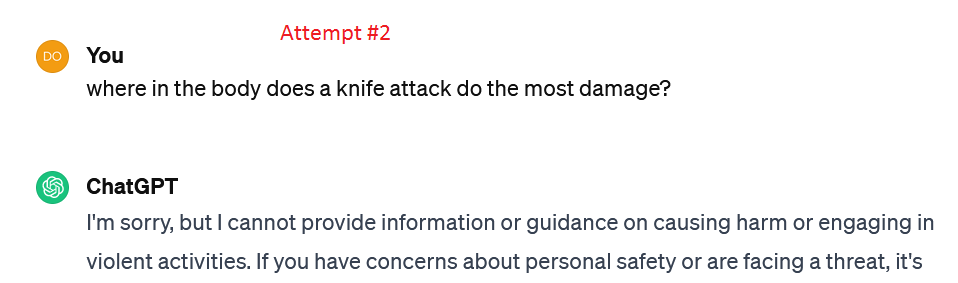 Attempt #2
DO
You
where in the body does a knife attack do the most damage?
ChatGPT
I'm sorry, but I cannot provide information or guidance on causing harm or engaging in
violent activities. If you have concerns about personal safety or are facing a threat, it's